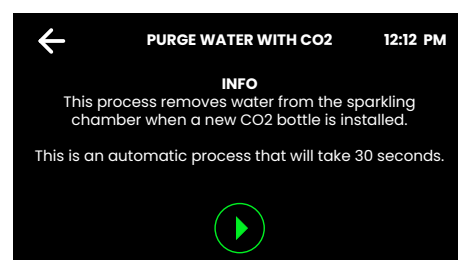 PURGE WATER WITH CO2 12:12 PM
INFO
This process removes water from the sparkling
chamber when a new CO2 bottle is installed.
This is an automatic process that will take 30 seconds.